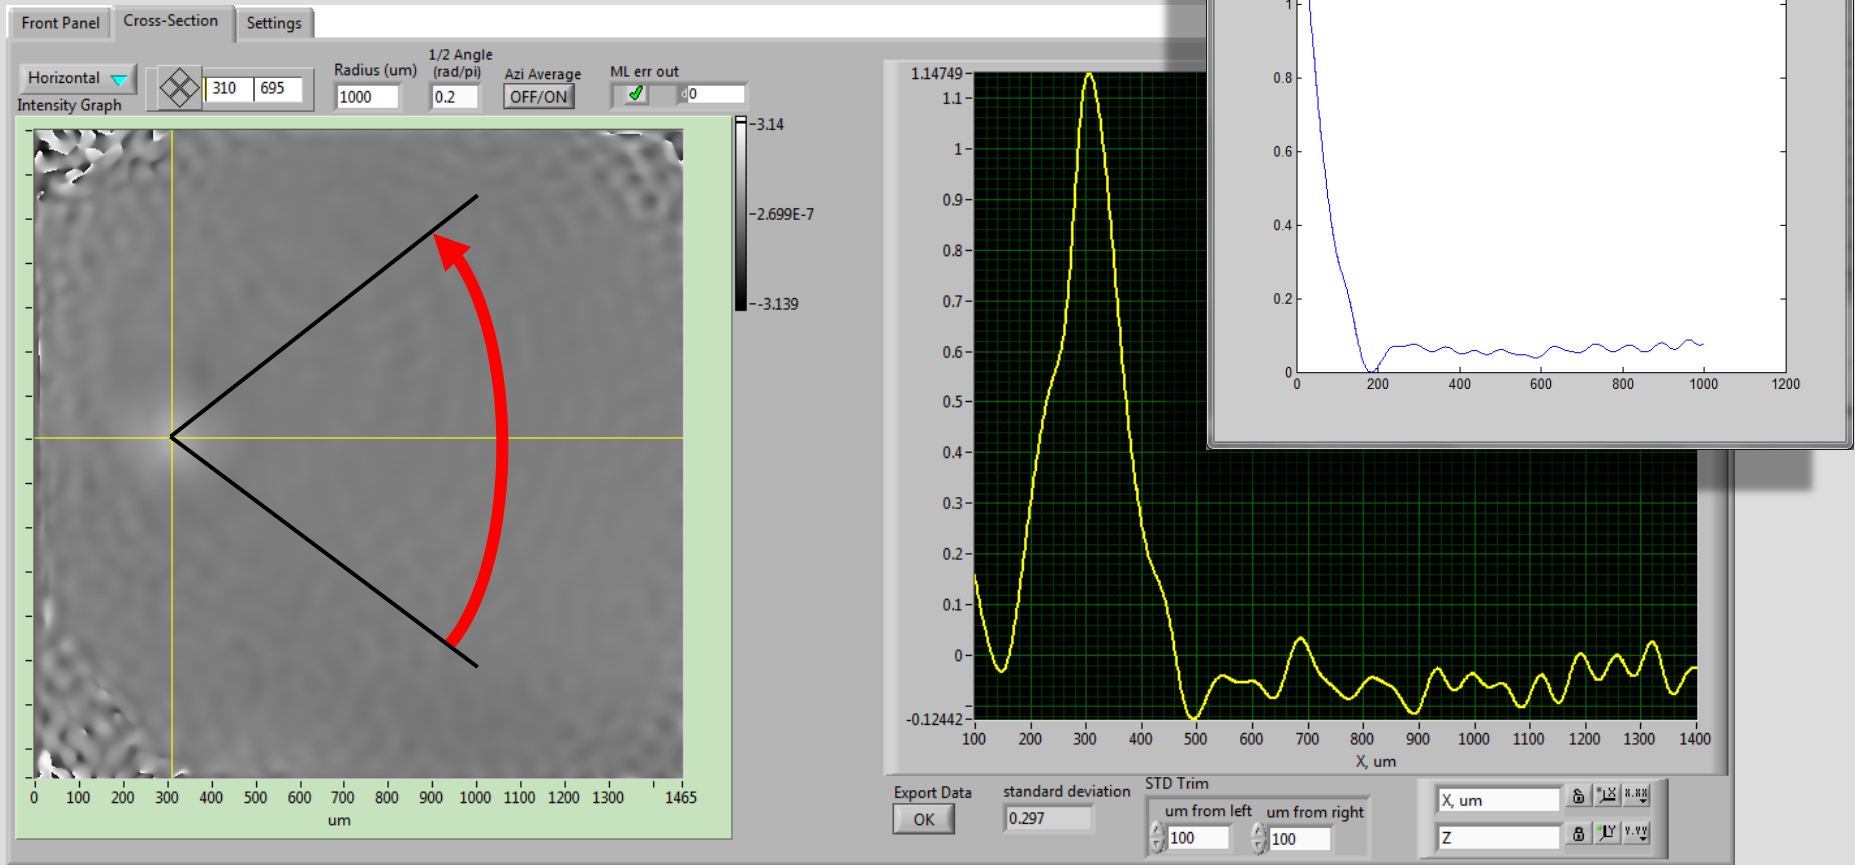 Front Panel
Cross-Section
Settings
Horizontal
310
695
Radius (um)
1000
1/2 Angle
(rad/pi)
0.2
Azi Average
OFF/ON
ML err out
0
Intensity Graph
3.14
2.699E-7
-3.139
0 100 200 300 400 500 600 700 800 900 1000 1100 1200 1300 1465
um
1.14749
1.1
1
0.9
0.8
0.7
0.6
0.5
0.4
0.3
0.2
0.1
0
-0.12442
100 200 300 400 500 600 700 800 900 1000 1100 1200 1300 1400
X, um
1
0.8
0.6
0.4
0.2
0
0 200 400 600 800 1000 1200
Export Data
OK
standard deviation
0.297
STD Trim
um from left
100
um from right
100
X, um
Z